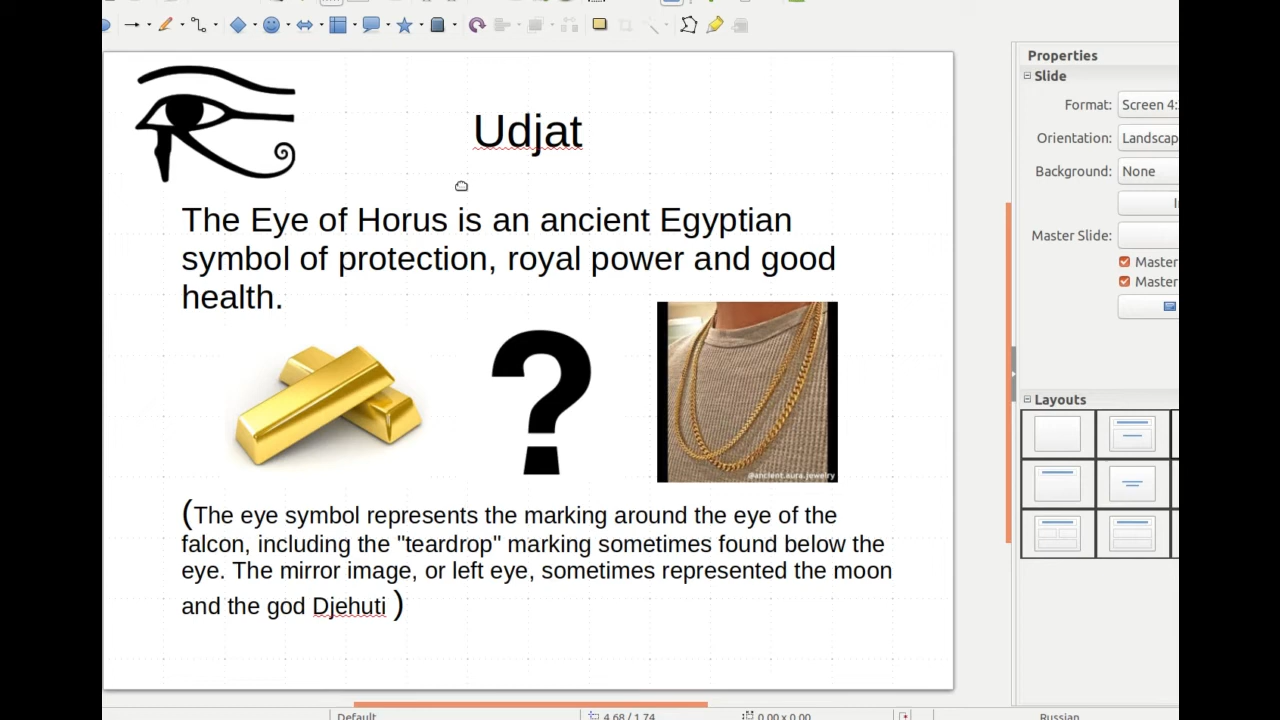 Udjat
The Eye of Horus is an ancient Egyptian
symbol of protection, royal power and good
health.
?
@ancient.aura.jewelry
(The eye symbol represents the marking around the eye of the
falcon, including the "teardrop" marking sometimes found below the
eye. The mirror image, or left eye, sometimes represented the moon
and the god Djehuti )
Properties
Slide
Format: Screen 4:
Orientation: Landscap
Background: None
Master Slide:
Master
Master
Layouts
Default
4.68 / 1.74
0.00 x 0.00
Russian